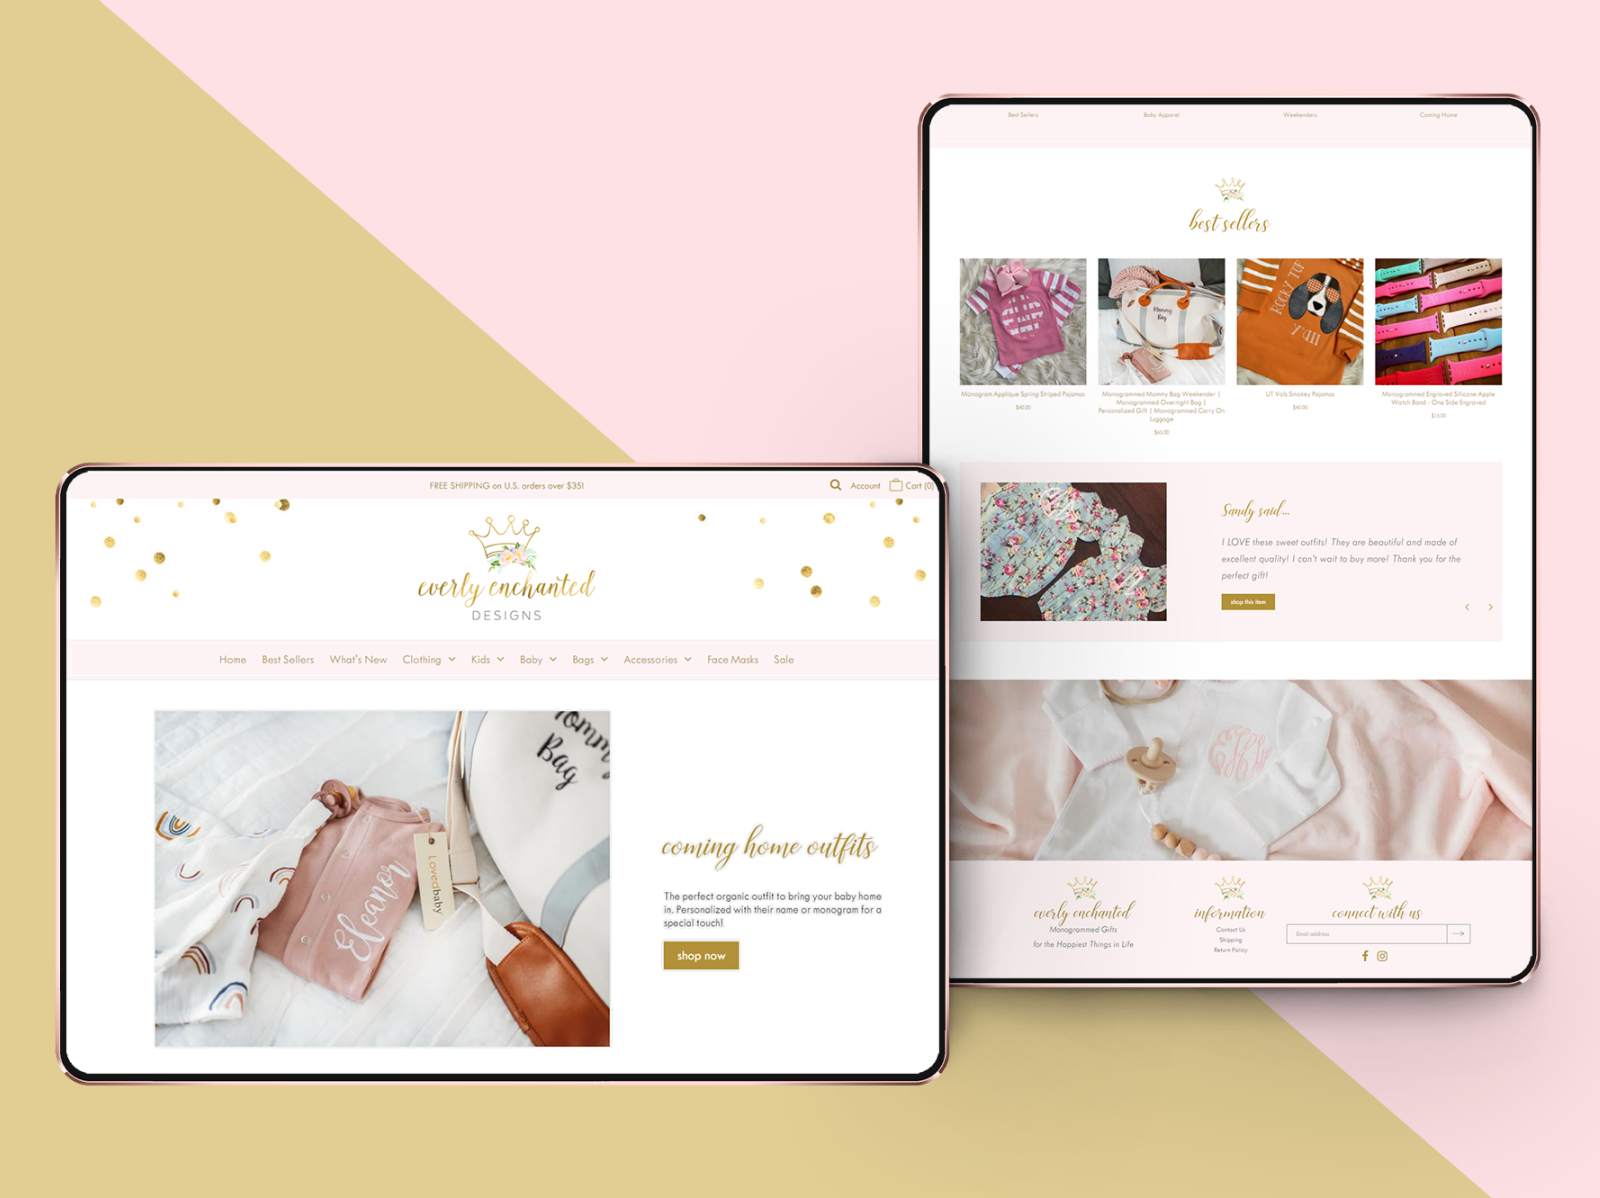 FREE SHIPPING on U.S. orders over $35!
Account
Cart (0)
everly enchanted
DESIGNS
Home
Best Sellers
What's New
Clothing
Kids
Baby
Bags
Accessories
Face Masks
Sale
Mommy
Bag
Eleanor
Lovedbaby
coming home outfits
The perfect organic outfit to bring your baby home
in. Personalized with their name or monogram for a
special touch!
shop now
Best Sellers
Baby Apparel
Weekenders
Coming Home
best sellers
Mommy
Bag
ROCKY TOP
Y'all
Monogram Applique Spring Striped Pajamas
$40.00
Monogrammed Mommy Bag Weekender |
Monogrammed Overnight Bag |
Personalized Gift | Monogrammed Carry On
Luggage
UT Vols Smokey Pajamas
$40.00
Monogrammed Engraved Silicone Apple
Watch Band - One Side Engraved
$15.00
Sandy said...
I LOVE these sweet outfits! They are beautiful and made of
excellent quality! I can't wait to buy more! Thank you for the
perfect gift!
shop this item
everly enchanted
Monogrammed Gifts
for the Happiest Things in Life
information
Contact Us
Shipping
Return Policy
connect with us
Email address